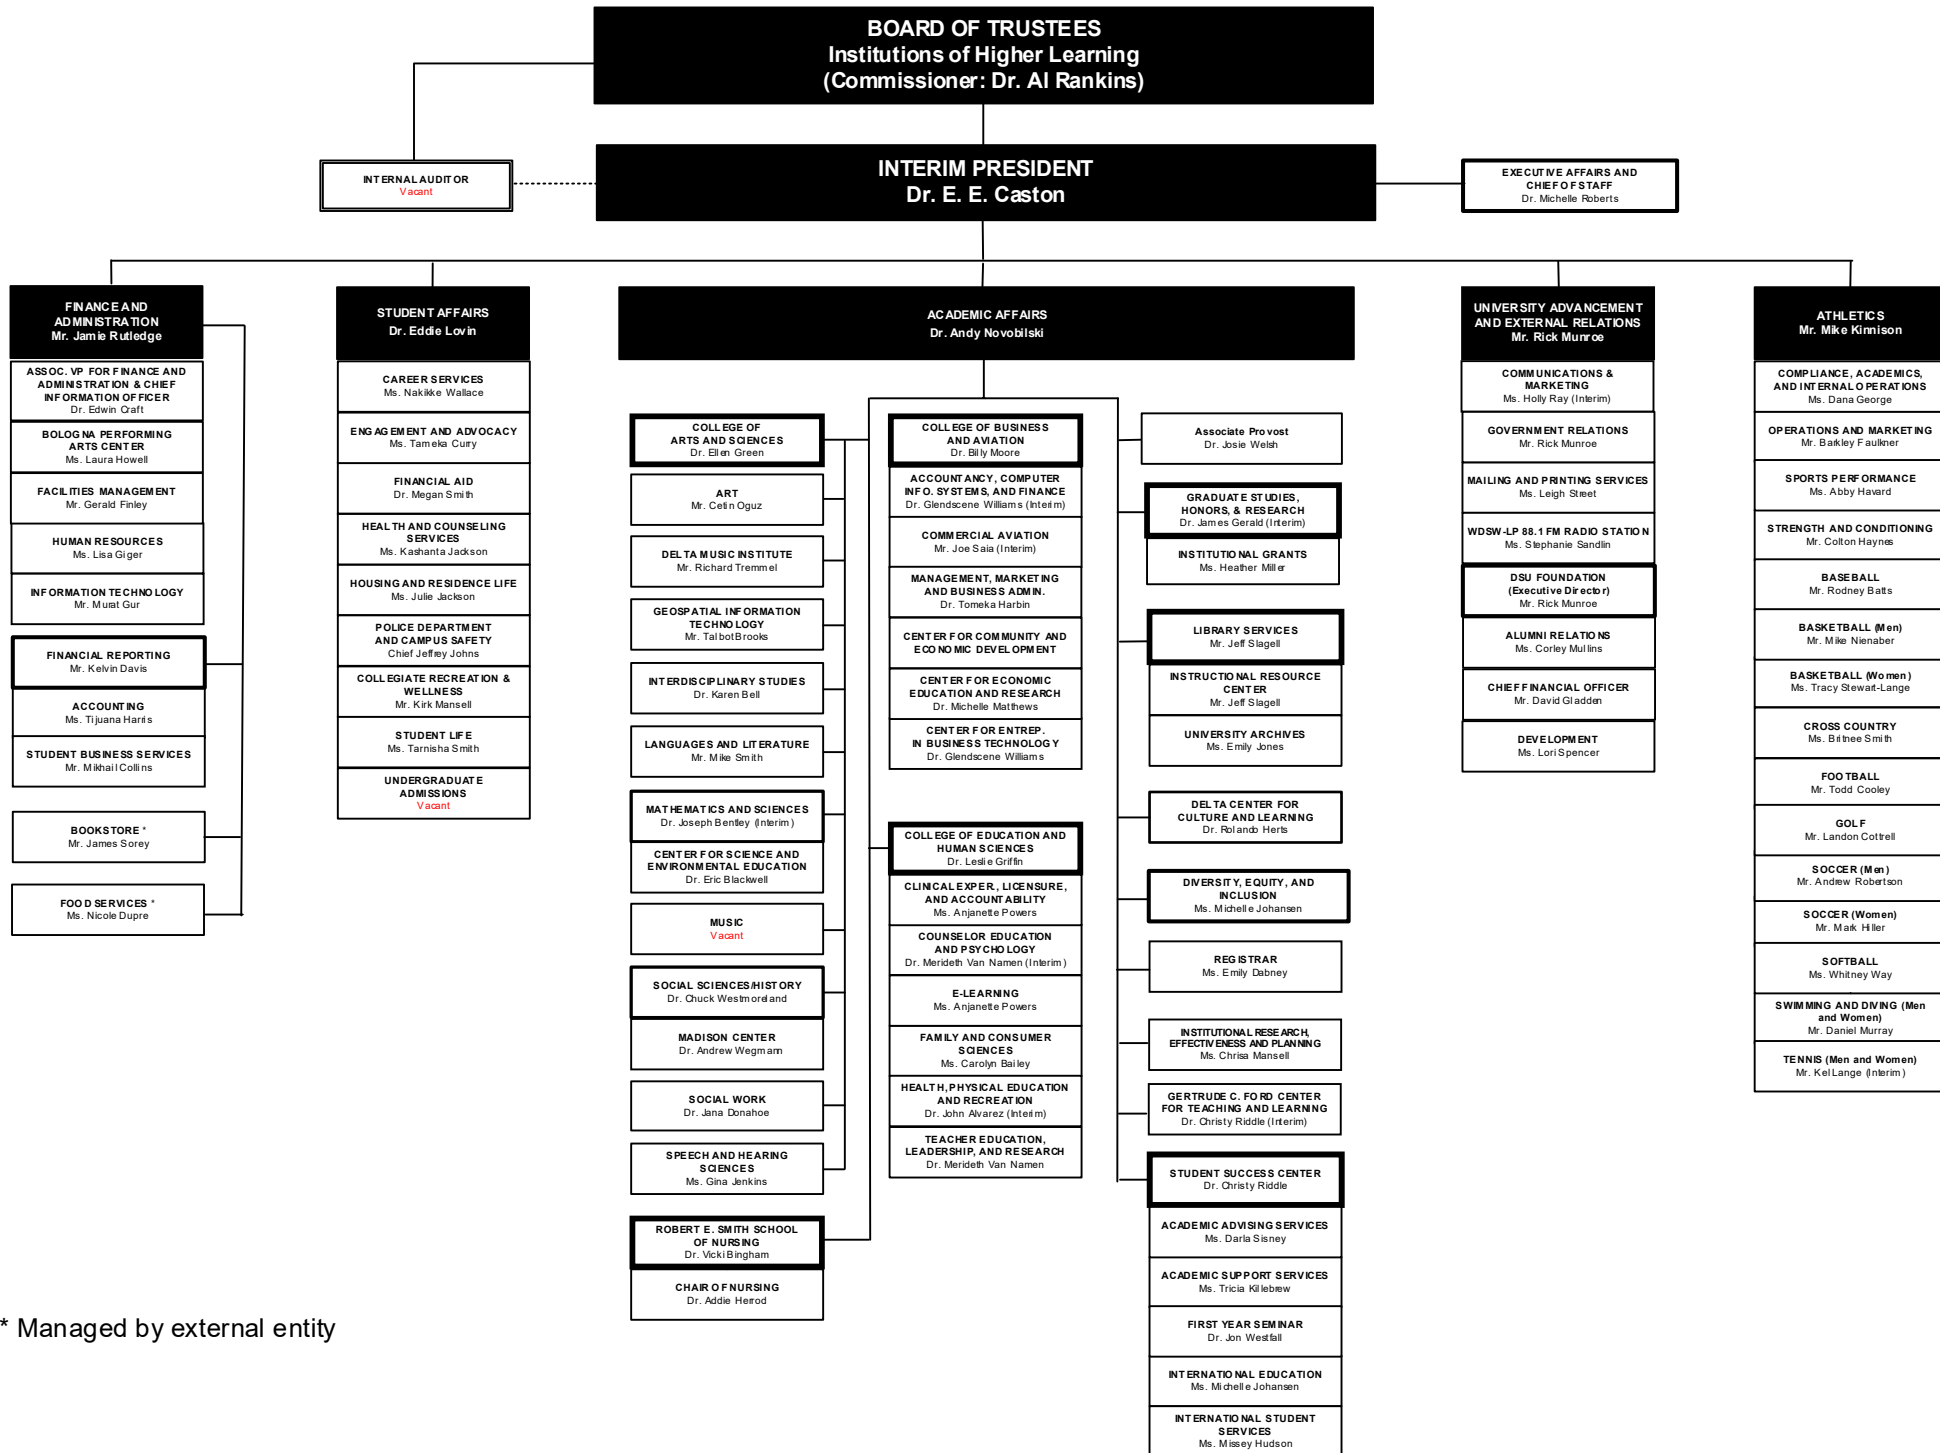 BOARD OF TRUSTEES
Institutions of Higher Learning
(Commissioner: Dr. Al Rankins)
INTERNAL AUDITOR
Vacant
INTERIM PRESIDENT
Dr. E. E. Caston
EXECUTIVE AFFAIRS AND
CHIEF OF STAFF
Dr. Michelle Roberts
FINANCE AND
ADMINISTRATION
Mr. Jamie Rutledge
ASSOC. VP FOR FINANCE AND
ADMINISTRATION & CHIEF
INFORMATION OFFICER
Dr. Edwin Craft
BOLOGNA PERFORMING
ARTS CENTER
Ms. Laura Howell
FACILITIES MANAGEMENT
Mr. Gerald Finley
HUMAN RESOURCES
Ms. Lisa Giger
INFORMATION TECHNOLOGY
Mr. Murat Gur
FINANCIAL REPORTING
Mr. Kelvin Davis
ACCOUNTING
Ms. Tijuana Harris
STUDENT BUSINESS SERVICES
Mr. Mikhail Collins
BOOKSTORE *
Mr. James Sorey
FOOD SERVICES *
Ms. Nicole Dupre
STUDENT AFFAIRS
Dr. Eddie Lovin
CAREER SERVICES
Ms. Nakikke Wallace
ENGAGEMENT AND ADVOCACY
Ms. Tameka Curry
FINANCIAL AID
Dr. Megan Smith
HEALTH AND COUNSELING
SERVICES
Ms. Kashanta Jackson
HOUSING AND RESIDENCE LIFE
Ms. Julie Jackson
POLICE DEPARTMENT
AND CAMPUS SAFETY
Chief Jeffrey Johns
COLLEGIATE RECREATION &
WELLNESS
Mr. Kirk Mansell
STUDENT LIFE
Ms. Tarnisha Smith
UNDERGRADUATE
ADMISSIONS
Vacant
ACADEMIC AFFAIRS
Dr. Andy Novobilski
COLLEGE OF
ARTS AND SCIENCES
Dr. Ellen Green
ART
Mr. Cetin Oguz
DELTA MUSIC INSTITUTE
Mr. Richard Tremmel
GEOSPATIAL INFORMATION
TECHNOLOGY
Mr. Talbot Brooks
INTERDISCIPLINARY STUDIES
Dr. Karen Bell
LANGUAGES AND LITERATURE
Mr. Mike Smith
MATHEMATICS AND SCIENCES
Dr. Joseph Bentley (Interim)
CENTER FOR SCIENCE AND
ENVIRONMENTAL EDUCATION
Dr. Eric Blackwell
MUSIC
Vacant
SOCIAL SCIENCES/HISTORY
Dr. Chuck Westmoreland
MADISON CENTER
Dr. Andrew Wegmann
SOCIAL WORK
Dr. Jana Donahoe
SPEECH AND HEARING
SCIENCES
Ms. Gina Jenkins
ROBERT E. SMITH SCHOOL
OF NURSING
Dr. Vicki Bingham
CHAIR OF NURSING
Dr. Addie Herrod
COLLEGE OF BUSINESS
AND AVIATION
Dr. Billy Moore
ACCOUNTANCY, COMPUTER
INFO. SYSTEMS, AND FINANCE
Dr. Glendscene Williams (Interim)
COMMERCIAL AVIATION
Mr. Joe Saia (Interim)
MANAGEMENT, MARKETING
AND BUSINESS ADMIN.
Dr. Tomeka Harbin
CENTER FOR COMMUNITY AND
ECONOMIC DEVELOPMENT
CENTER FOR ECONOMIC
EDUCATION AND RESEARCH
Dr. Michelle Matthews
CENTER FOR ENTREP.
IN BUSINESS TECHNOLOGY
Dr. Glendscene Williams
COLLEGE OF EDUCATION AND
HUMAN SCIENCES
Dr. Leslie Griffin
CLINICAL EXPER., LICENSURE,
AND ACCOUNTABILITY
Ms. Anjanette Powers
COUNSELOR EDUCATION
AND PSYCHOLOGY
Dr. Merideth Van Namen (Interim)
E-LEARNING
Ms. Anjanette Powers
FAMILY AND CONSUMER
SCIENCES
Ms. Carolyn Bailey
HEALTH, PHYSICAL EDUCATION
AND RECREATION
Dr. John Alvarez (Interim)
TEACHER EDUCATION,
LEADERSHIP, AND RESEARCH
Dr. Merideth Van Namen
Associate Provost
Dr. Josie Welsh
GRADUATE STUDIES,
HONORS, & RESEARCH
Dr. James Gerald (Interim)
INSTITUTIONAL GRANTS
Ms. Heather Miller
LIBRARY SERVICES
Mr. Jeff Slagell
INSTRUCTIONAL RESOURCE
CENTER
Mr. Jeff Slagell
UNIVERSITY ARCHIVES
Ms. Emily Jones
DELTA CENTER FOR
CULTURE AND LEARNING
Dr. Rolando Herts
DIVERSITY, EQUITY, AND
INCLUSION
Ms. Michelle Johansen
REGISTRAR
Ms. Emily Dabney
INSTITUTIONAL RESEARCH,
EFFECTIVENESS AND PLANNING
Ms. Chrisa Mansell
GERTRUDE C. FORD CENTER
FOR TEACHING AND LEARNING
Dr. Christy Riddle (Interim)
STUDENT SUCCESS CENTER
Dr. Christy Riddle
ACADEMIC ADVISING SERVICES
Ms. Darla Sisney
ACADEMIC SUPPORT SERVICES
Ms. Tricia Killebrew
FIRST YEAR SEMINAR
Dr. Jon Westfall
INTERNATIONAL EDUCATION
Ms. Michelle Johansen
INTERNATIONAL STUDENT
SERVICES
Ms. Missey Hudson
UNIVERSITY ADVANCEMENT
AND EXTERNAL RELATIONS
Mr. Rick Munroe
COMMUNICATIONS &
MARKETING
Ms. Holly Ray (Interim)
GOVERNMENT RELATIONS
Mr. Rick Munroe
MAILING AND PRINTING SERVICES
Ms. Leigh Street
WDSW-LP 88.1 FM RADIO STATION
Ms. Stephanie Sandlin
DSU FOUNDATION
(Executive Director)
Mr. Rick Munroe
ALUMNI RELATIONS
Ms. Corley Mullins
CHIEF FINANCIAL OFFICER
Mr. David Gladden
DEVELOPMENT
Ms. Lori Spencer
ATHLETICS
Mr. Mike Kinnison
COMPLIANCE, ACADEMICS,
AND INTERNAL OPERATIONS
Ms. Dana George
OPERATIONS AND MARKETING
Mr. Barkley Faulkner
SPORTS PERFORMANCE
Ms. Abby Havard
STRENGTH AND CONDITIONING
Mr. Colton Haynes
BASEBALL
Mr. Rodney Batts
BASKETBALL (Men)
Mr. Mike Nienaber
BASKETBALL (Women)
Ms. Tracy Stewart-Lange
CROSS COUNTRY
Ms. Britnee Smith
FOOTBALL
Mr. Todd Cooley
GOLF
Mr. Landon Cottrell
SOCCER (Men)
Mr. Andrew Robertson
SOCCER (Women)
Mr. Mark Hiller
SOFTBALL
Ms. Whitney Way
SWIMMING AND DIVING (Men
and Women)
Mr. Daniel Murray
TENNIS (Men and Women)
Mr. Kel Lange (Interim)
* Managed by external entity